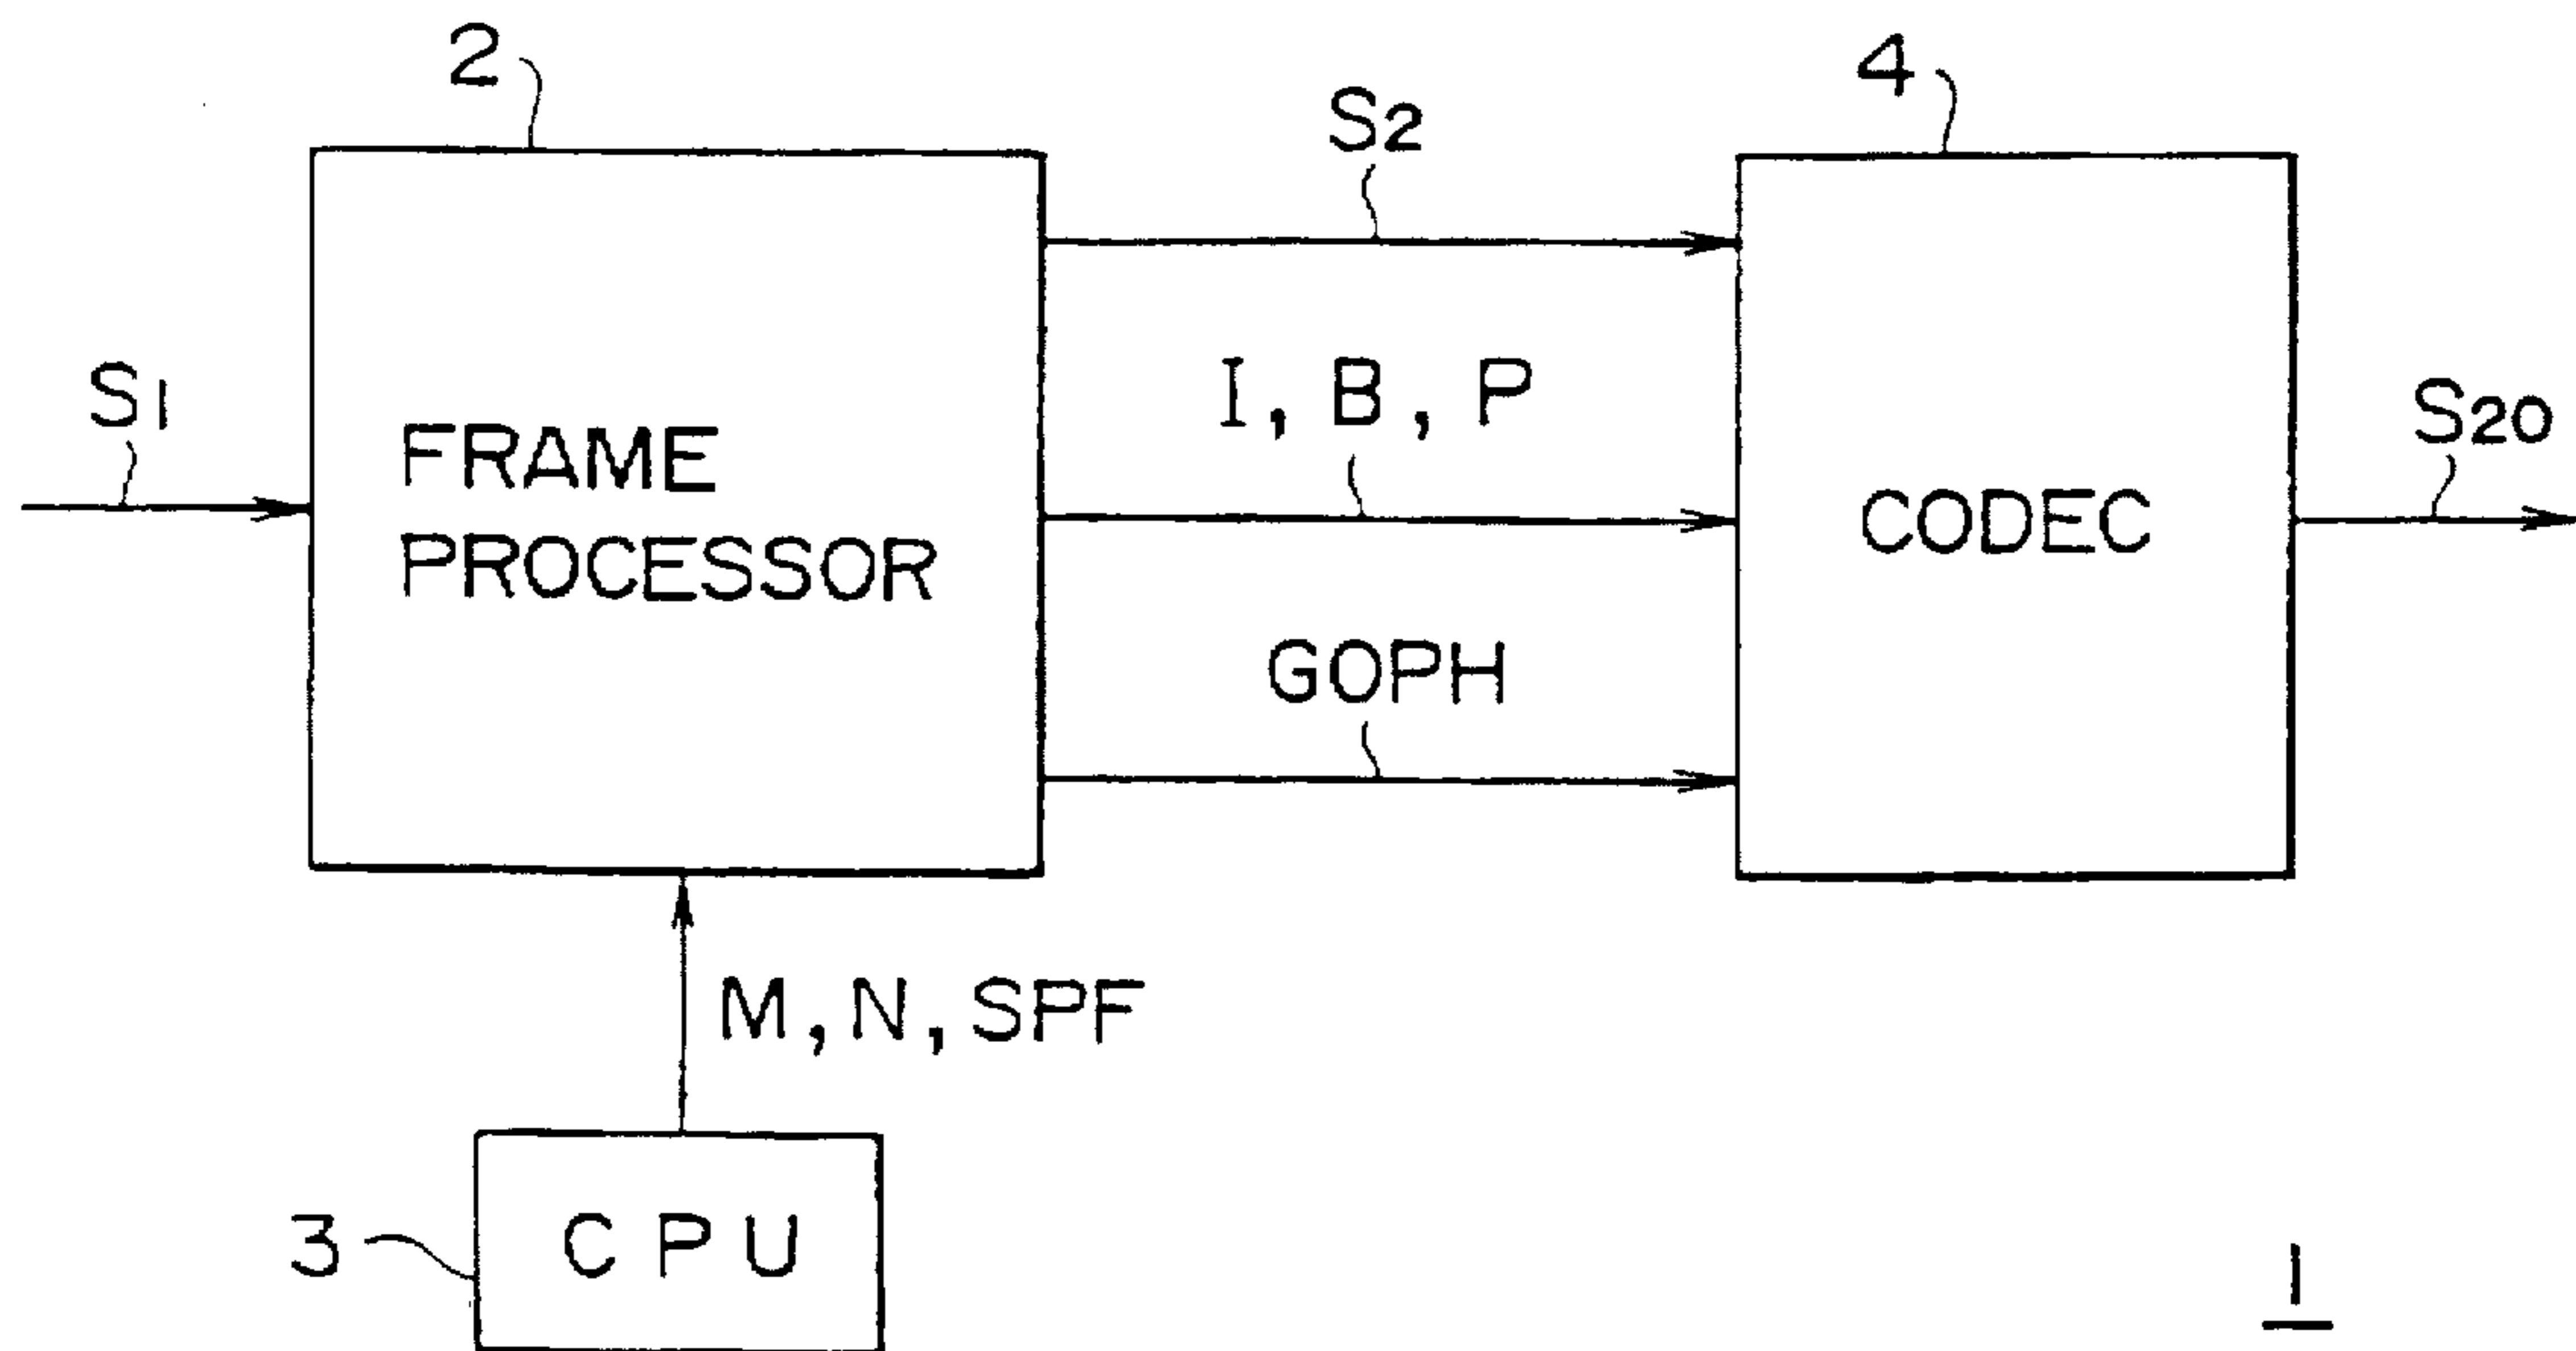 2
4
S2
S1
I, B, P
S20
FRAME
PROCESSOR
CODEC
GOPH
M, N, SPF
3
CPU
1